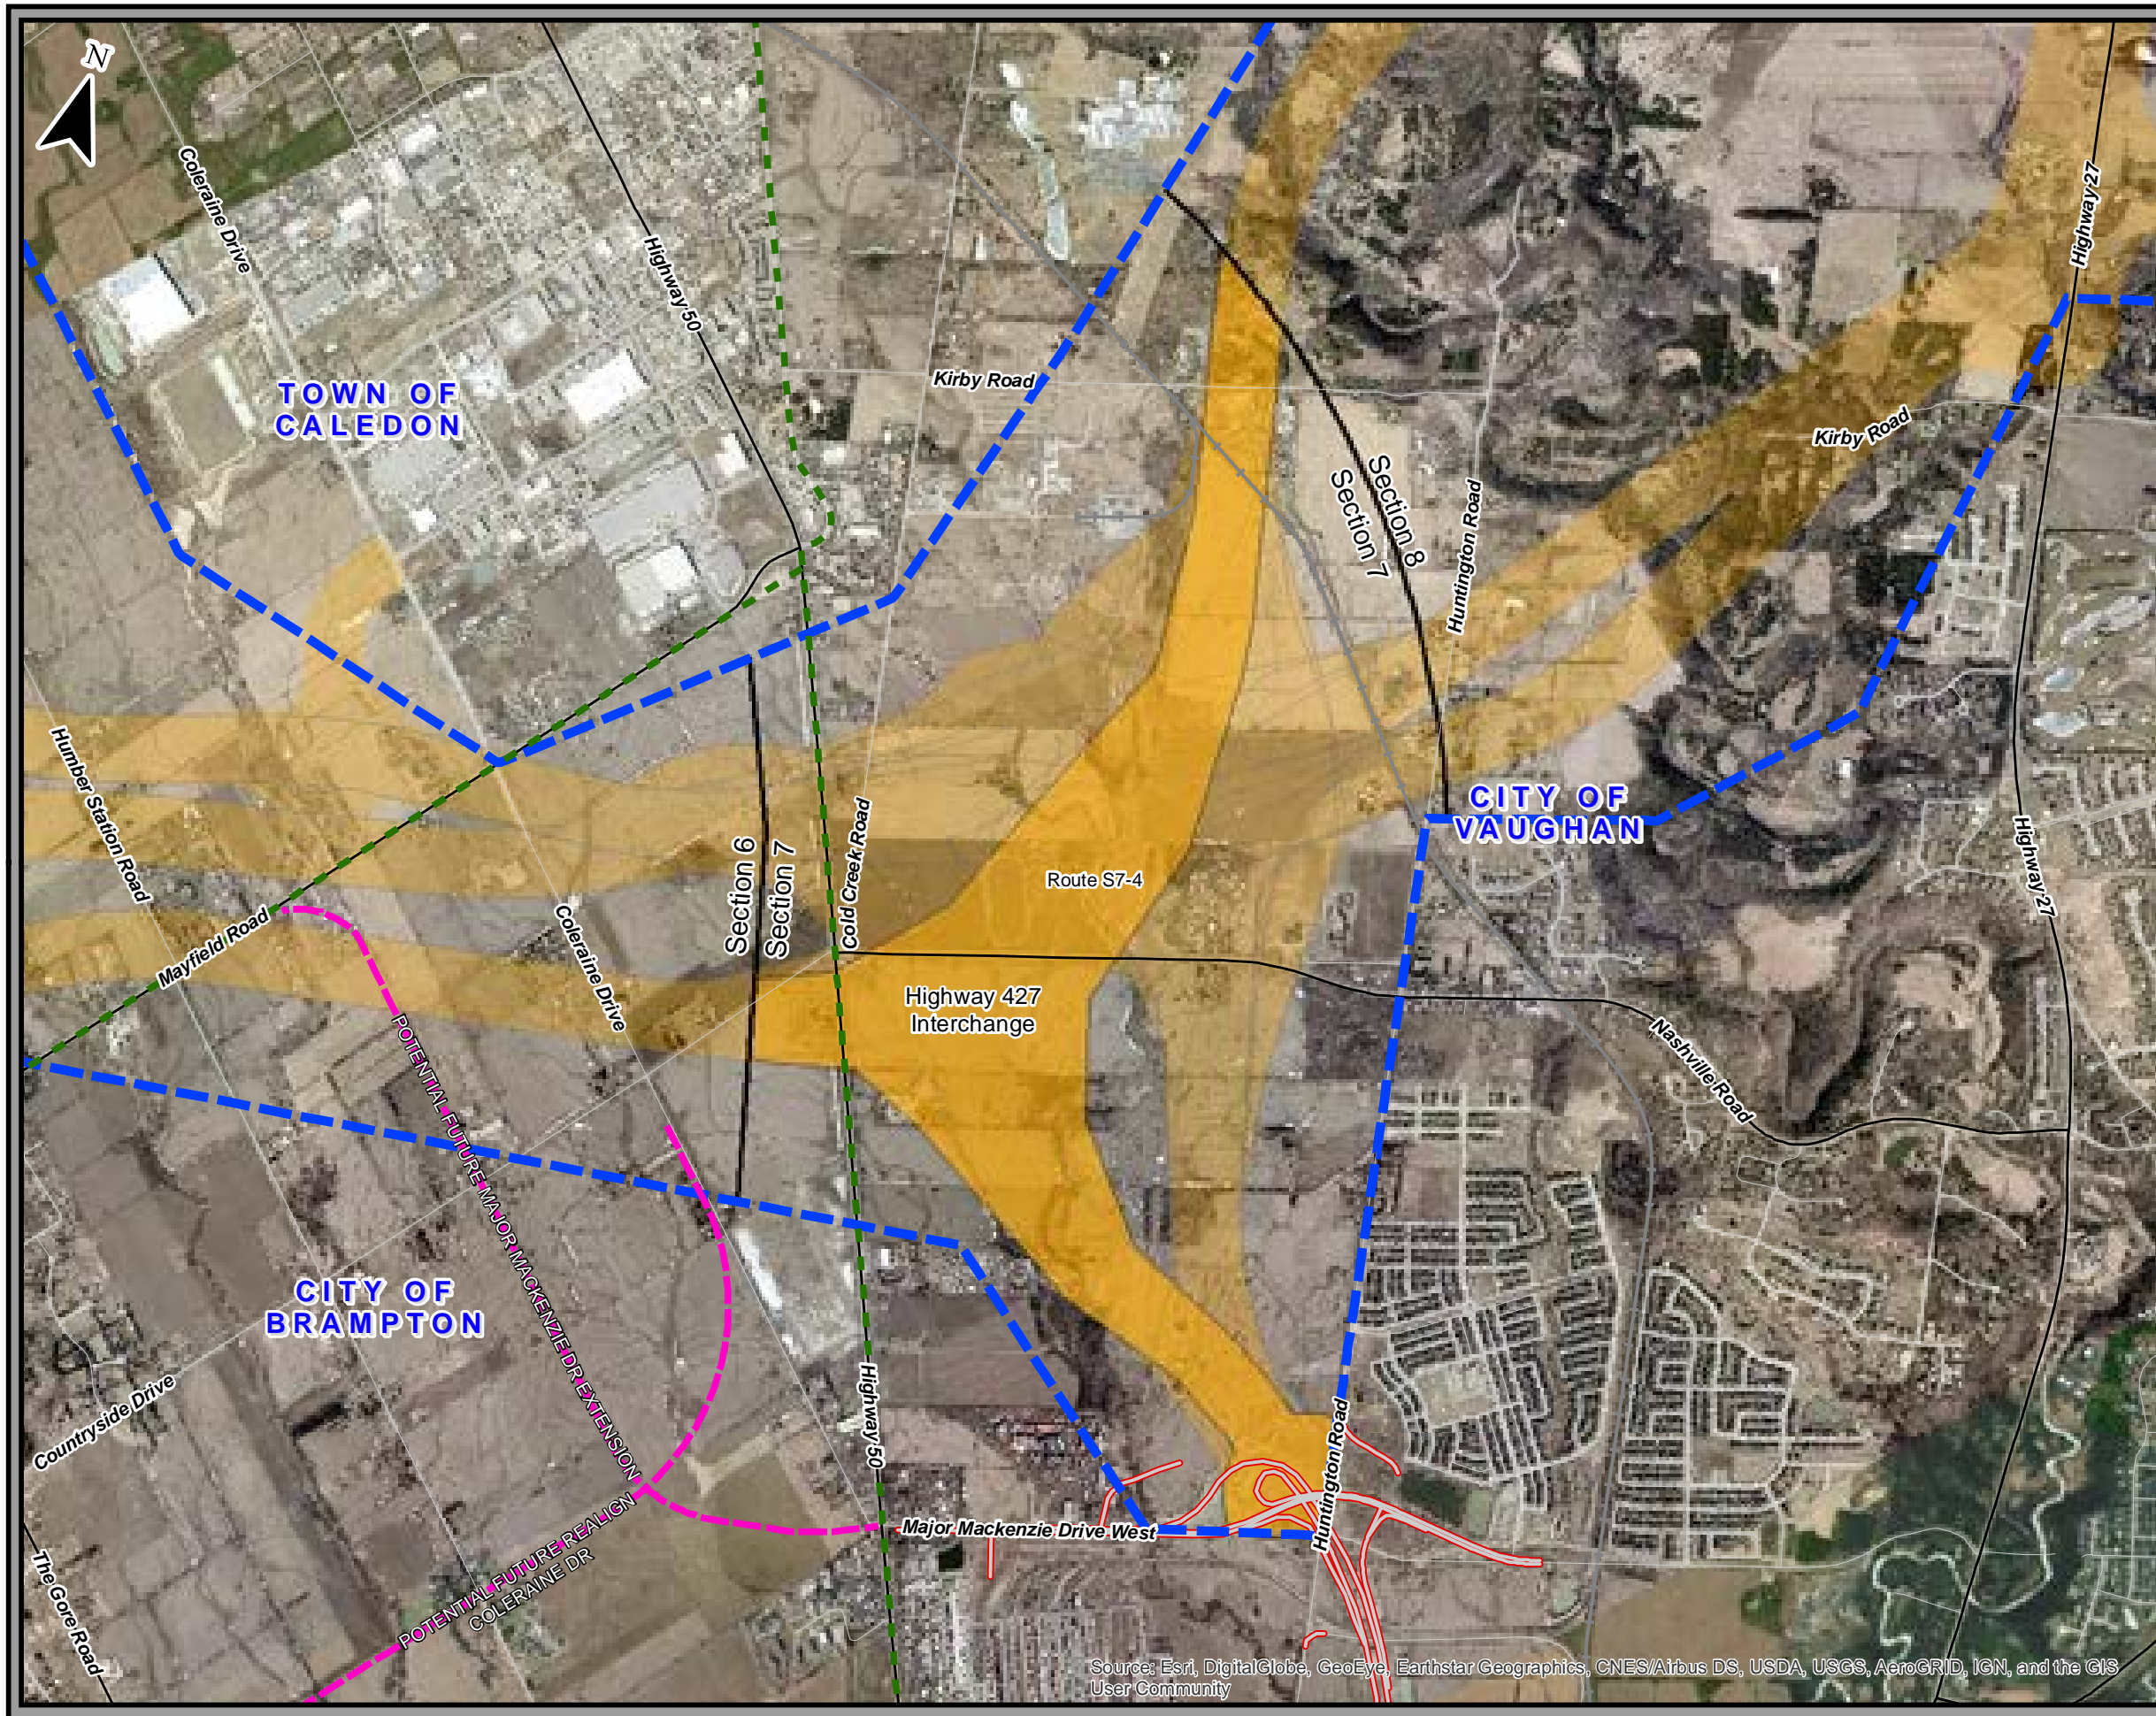 N
Coleraine Drive
Highway 50
Highway 27
TOWN OF
CALEDON
Kirby Road
Kirby Road
Section 8
Section 7
Huntington Road
Humber Station Road
CITY OF
VAUGHAN
Section 6
Section 7
Cold Creek Road
Route S7-4
Highway 27
Mayfield Road
Coleraine Drive
Highway 427
Interchange
Nashville Road
POTENTIAL FUTURE MAJOR MACKENZIE DR EXTENSION
CITY OF
BRAMPTON
Countryside Drive
Highway 50
Huntington Road
Major Mackenzie Drive West
POTENTIAL FUTURE REALIGN
COLERAINE DR
The Gore Road
Source: Esri, DigitalGlobe, GeoEye, Earthstar Geographics, CNES/Airbus DS, USDA, USGS, AeroGRID, IGN, and the GIS
User Community